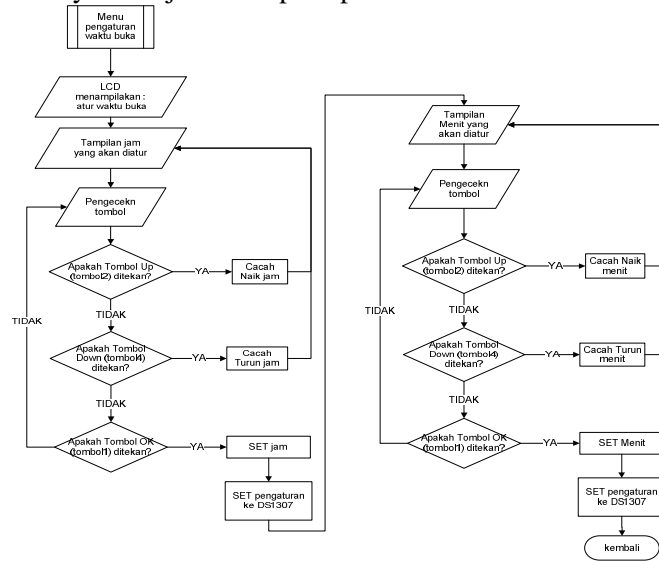 Menu
pengaturan
waktu buka
LCD
menampilakan :
atur waktu buka
Tampilan jam
yang akan diatur
Pengecekn
tombol
Apakah Tombol Up
(tombol2) ditekan?
YA
Cacah
Naik jam
TIDAK
TIDAK
Apakah Tombol
Down (tombol4)
ditekan?
YA
Cacah
Turun jam
TIDAK
Apakah Tombol OK
(tombol1) ditekan?
YA
SET jam
SET pengaturan
ke DS1307
Tampilan
Menit yang
akan diatur
Pengecekn
tombol
Apakah Tombol Up
(tombol2) ditekan?
YA
Cacah Naik
menit
TIDAK
TIDAK
Apakah Tombol
Down (tombol4)
ditekan?
YA
Cacah Turun
menit
TIDAK
Apakah Tombol OK
(tombol1) ditekan?
YA
SET Menit
SET pengaturan
ke DS1307
kembali